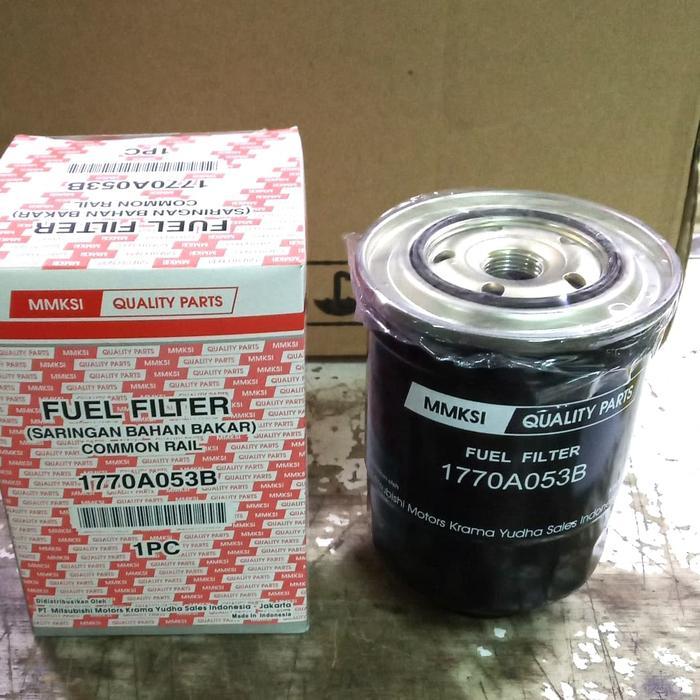 1PC
1770A053B
COMMON RAIL
(SARINGAN BAHAN BAKAR)
FUEL FILTER
MMKSI QUALITY PARTS
FUEL FILTER
(SARINGAN BAHAN BAKAR)
COMMON RAIL
1770A053B
1PC
Didistribusikan Oleh :
PT. Mitsubishi Motors Krama Yudha Sales Indonesia - Jakarta
Made In Indonesia
MMKSI QUALITY PARTS
FUEL FILTER
1770A053B
Motors Krama Yudha Sales